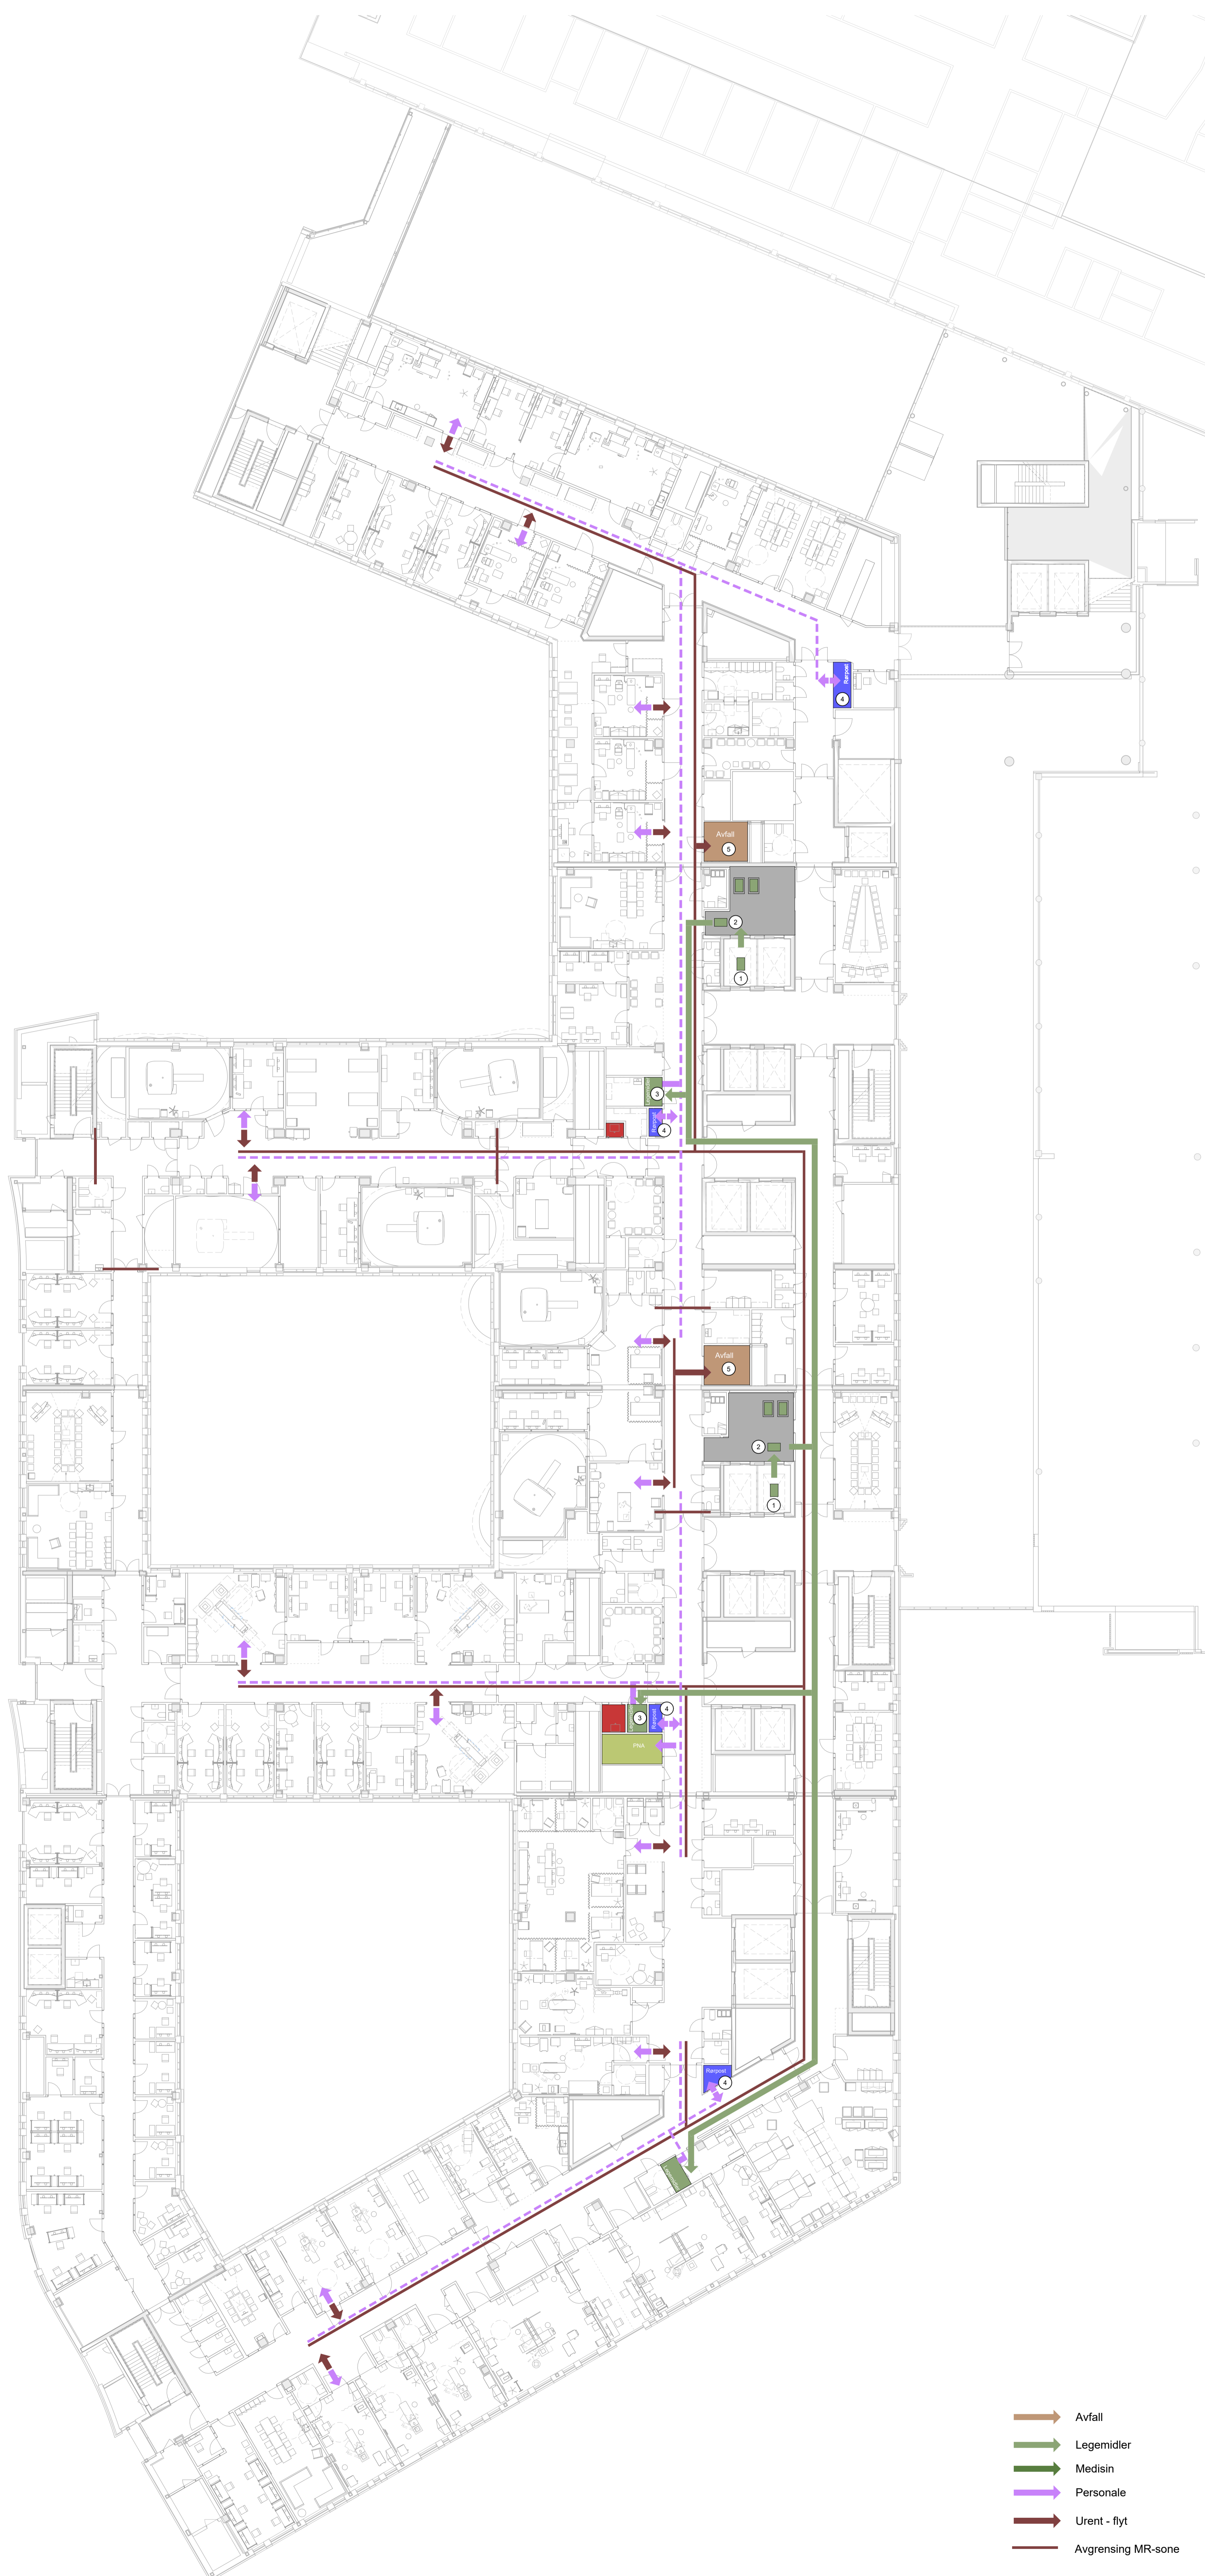 Rørpost
4
Avfall
5
2
1
3
Rørpost
4
Avfall
5
2
1
4
3
Rørpost
PNA
Rørpost
4
Avfall
Legemidler
Medisin
Personale
Urent - flyt
Avgrensing MR-sone